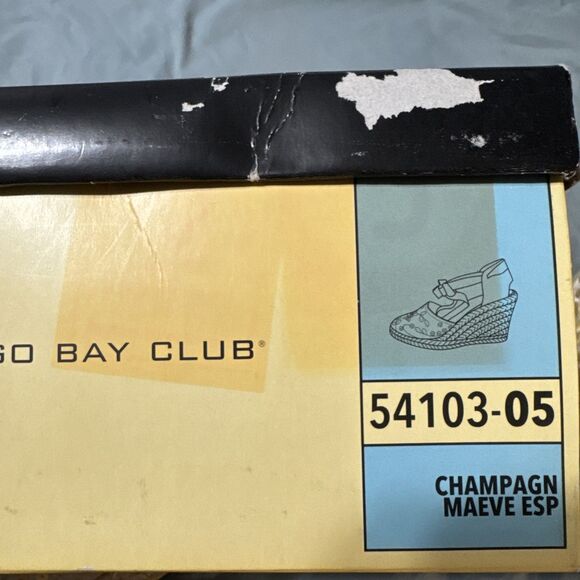 GO BAY CLUB®
54103-05
CHAMPAGN
MAEVE ESP